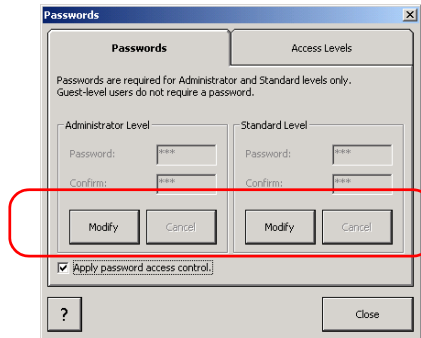 Passwords
Passwords Access Levels
Passwords are required for Administrator and Standard levels only.
Guest-level users do not require a password.
Administrator Level Standard Level
Password: *** Password: ***
Confirm: *** Confirm: ***
Modify Cancel Modify Cancel
Apply password access control.
? Close